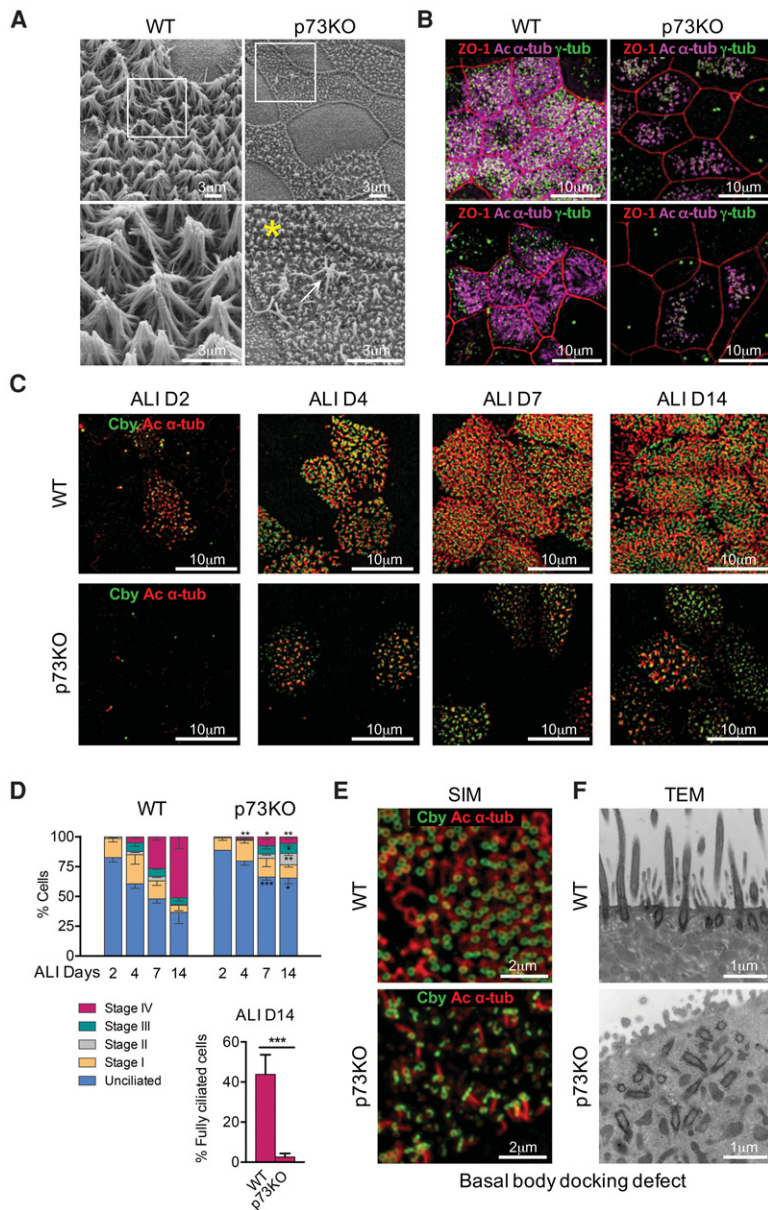 A
WT
p73KO
3µm
3µm
3µm
3µm
B
WT
p73KO
ZO-1 Ac α-tub γ-tub
ZO-1 Ac α-tub γ-tub
10µm
10µm
ZO-1 Ac α-tub γ-tub
ZO-1 Ac α-tub γ-tub
10µm
10µm
C
ALI D2
ALI D4
ALI D7
ALI D14
WT
Cby Ac α-tub
10µm
10µm
10µm
10µm
p73KO
Cby Ac α-tub
10µm
10µm
10µm
10µm
D
WT
p73KO
% Cells
100
75
50
25
0
** * **
*
**
*** *
ALI Days 2 4 7 14 2 4 7 14
Stage IV
Stage III
Stage II
Stage I
Unciliated
ALI D14
% Fully ciliated cells
60
40
20
0
***
WT
p73KO
E
SIM
WT
Cby Ac α-tub
2µm
p73KO
Cby Ac α-tub
2µm
F
TEM
WT
1µm
p73KO
1µm
Basal body docking defect